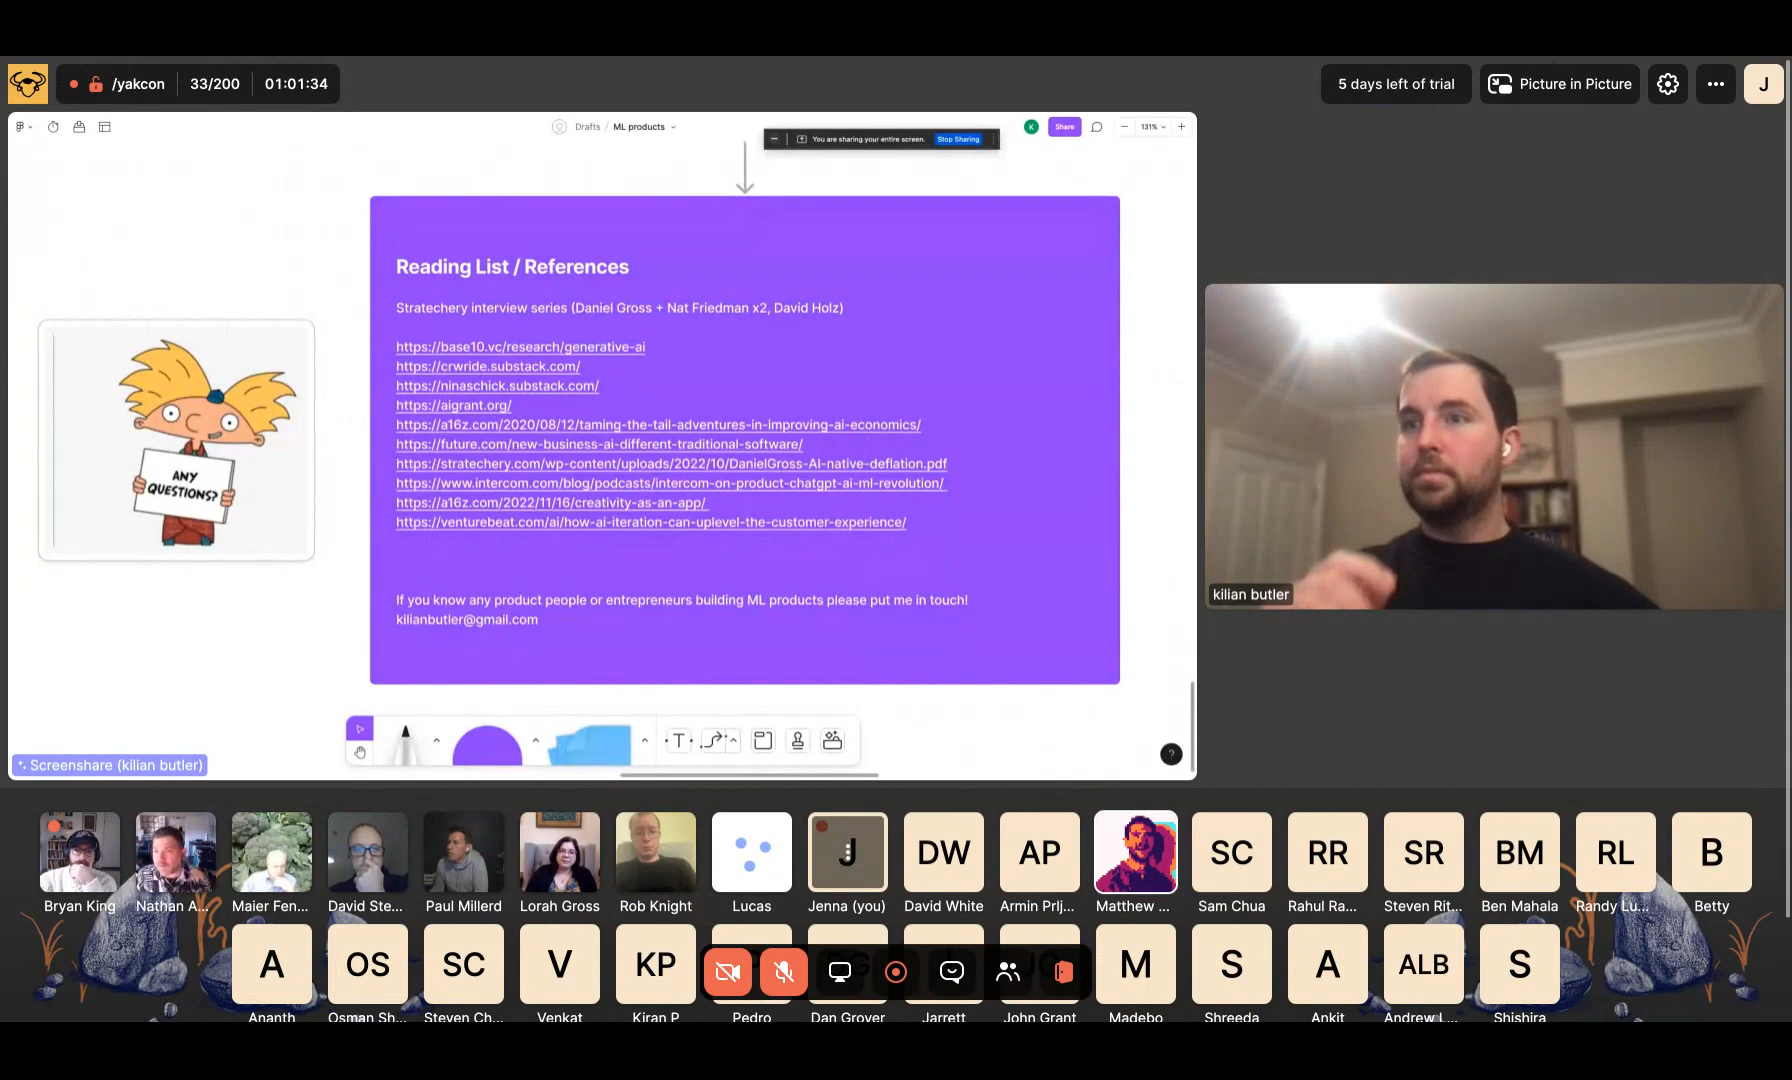 /yakcon
33/200
01:01:34
5 days left of trial
Picture in Picture
J
Drafts / ML products
You are sharing your entire screen.
Stop Sharing
K
Share
131%
Reading List / References
Stratechery interview series (Daniel Gross + Nat Friedman x2, David Holz)
https://base10.vc/research/generative-ai
https://crwride.substack.com/
https://ninaschick.substack.com/
https://aigrant.org/
https://a16z.com/2020/08/12/taming-the-tail-adventures-in-improving-ai-economics/
https://future.com/new-business-ai-different-traditional-software/
https://stratechery.com/wp-content/uploads/2022/10/DanielGross-AI-native-deflation.pdf
https://www.intercom.com/blog/podcasts/intercom-on-product-chatgpt-ai-ml-revolution/
https://a16z.com/2022/11/16/creativity-as-an-app/
https://venturebeat.com/ai/how-ai-iteration-can-uplevel-the-customer-experience/
If you know any product people or entrepreneurs building ML products please put me in touch!
kilianbutler@gmail.com
ANY
QUESTIONS?
T
?
Screenshare (kilian butler)
kilian butler
J
DW
AP
SC
RR
SR
BM
RL
B
Bryan King
Nathan A...
Maier Fen...
David Ste...
Paul Millerd
Lorah Gross
Rob Knight
Lucas
Jenna (you)
David White
Armin Prlj...
Matthew ...
Sam Chua
Rahul Ra...
Steven Rit...
Ben Mahala
Randy Lu...
Betty
A
OS
SC
V
KP
M
S
A
ALB
S
Ananth
Osman Sh...
Steven Ch...
Venkat
Kiran P
Pedro
Dan Grover
Jarrett
John Grant
Madebo
Shreeda
Ankit
Andrew L...
Shishira